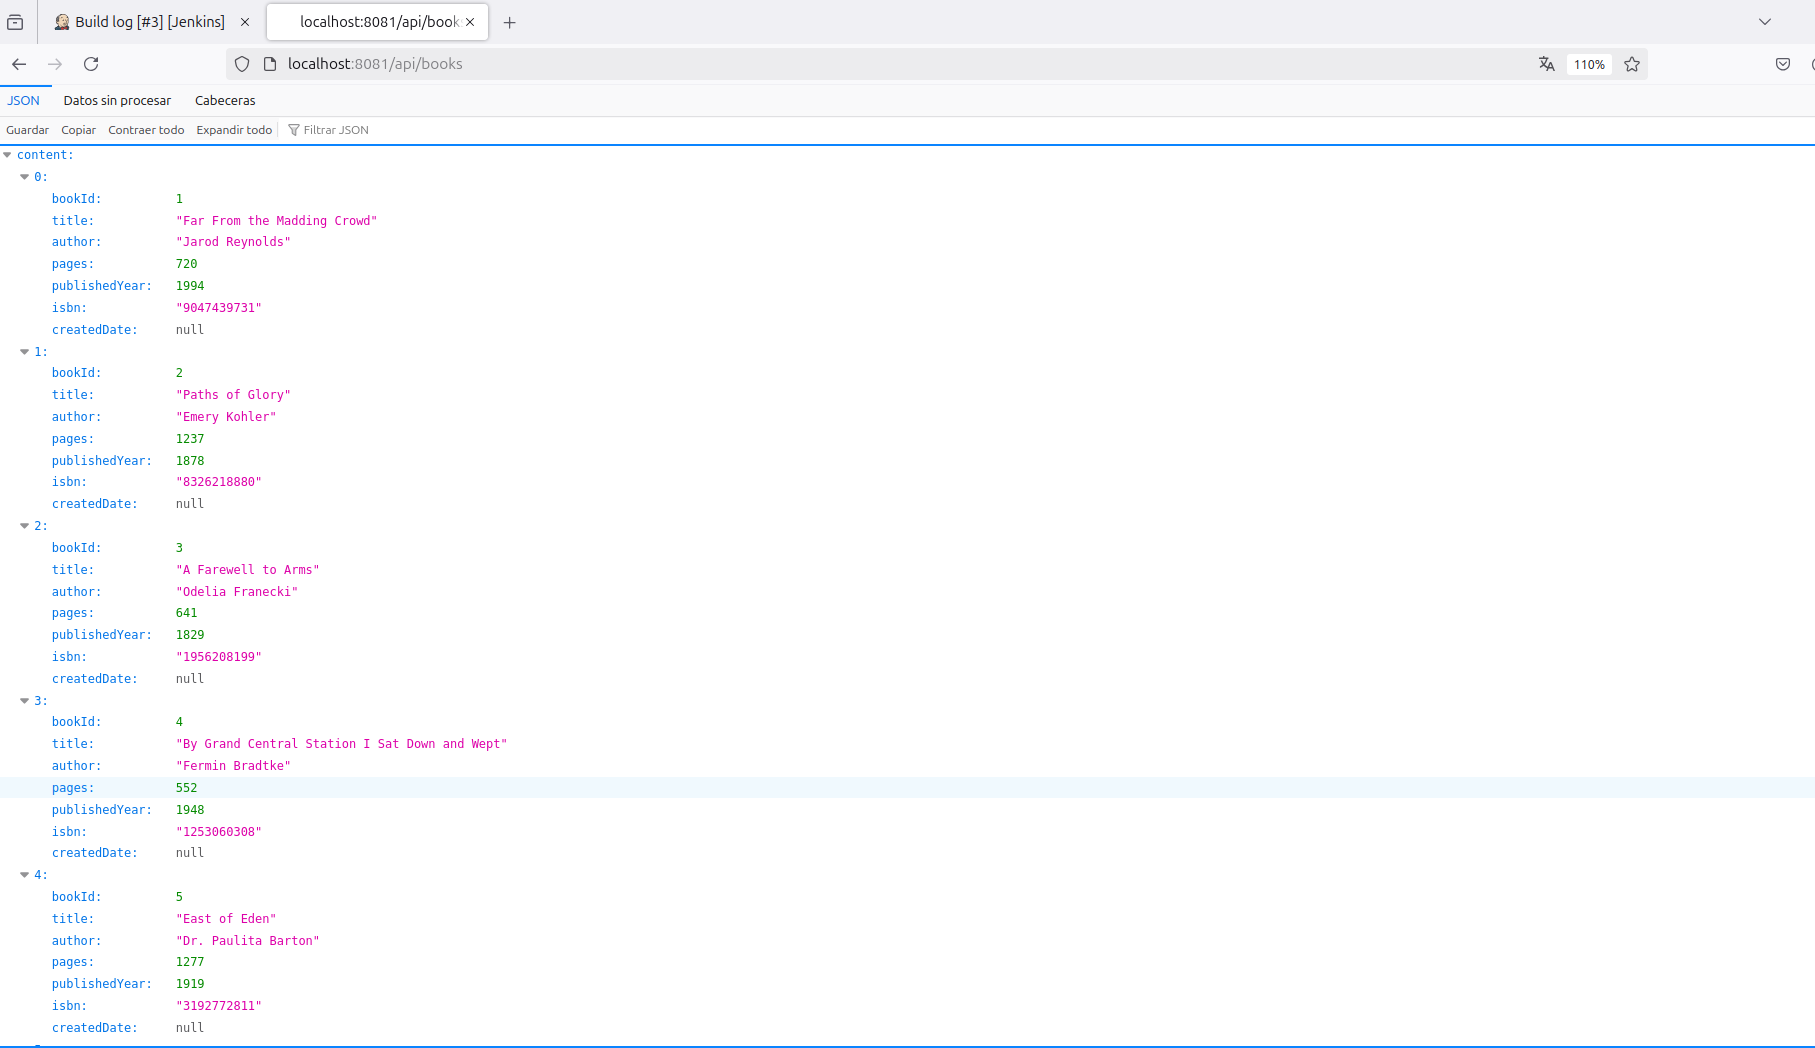 Build log [#3] [Jenkins]
localhost:8081/api/book
localhost:8081/api/books
110%
JSON Datos sin procesar Cabeceras
Guardar Copiar Contraer todo Expandir todo Filtrar JSON
content:
0:
bookId: 1
title: "Far From the Madding Crowd"
author: "Jarod Reynolds"
pages: 720
publishedYear: 1994
isbn: "9047439731"
createdDate: null
1:
bookId: 2
title: "Paths of Glory"
author: "Emery Kohler"
pages: 1237
publishedYear: 1878
isbn: "8326218880"
createdDate: null
2:
bookId: 3
title: "A Farewell to Arms"
author: "Odelia Franecki"
pages: 641
publishedYear: 1829
isbn: "1956208199"
createdDate: null
3:
bookId: 4
title: "By Grand Central Station I Sat Down and Wept"
author: "Fermin Bradtke"
pages: 552
publishedYear: 1948
isbn: "1253060308"
createdDate: null
4:
bookId: 5
title: "East of Eden"
author: "Dr. Paulita Barton"
pages: 1277
publishedYear: 1919
isbn: "3192772811"
createdDate: null